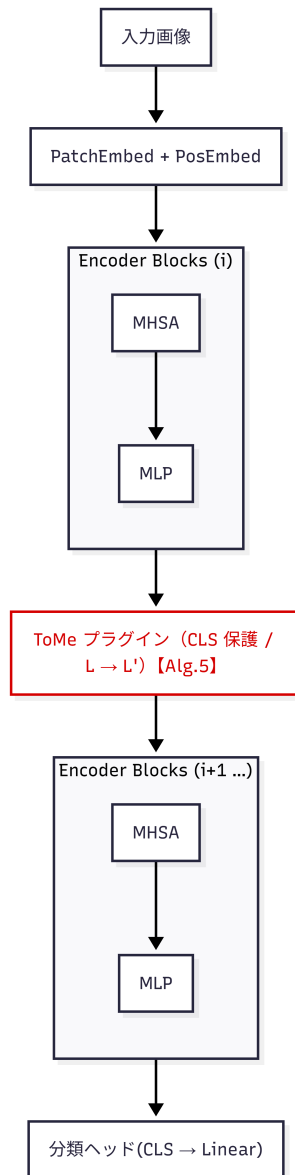 入力画像
PatchEmbed + PosEmbed
Encoder Blocks (i)
MHSA
MLP
ToMe プラグイン（CLS 保護 /
L → L'）【Alg.5】
Encoder Blocks (i+1 …)
MHSA
MLP
分類ヘッド(CLS → Linear)